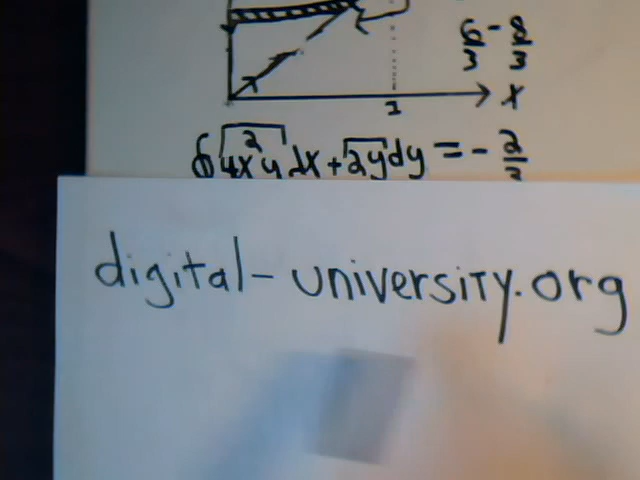 6/3 - 8/3
x
1
∮ 4x²y dx + 2y dy = - 2/3
digital-university.org